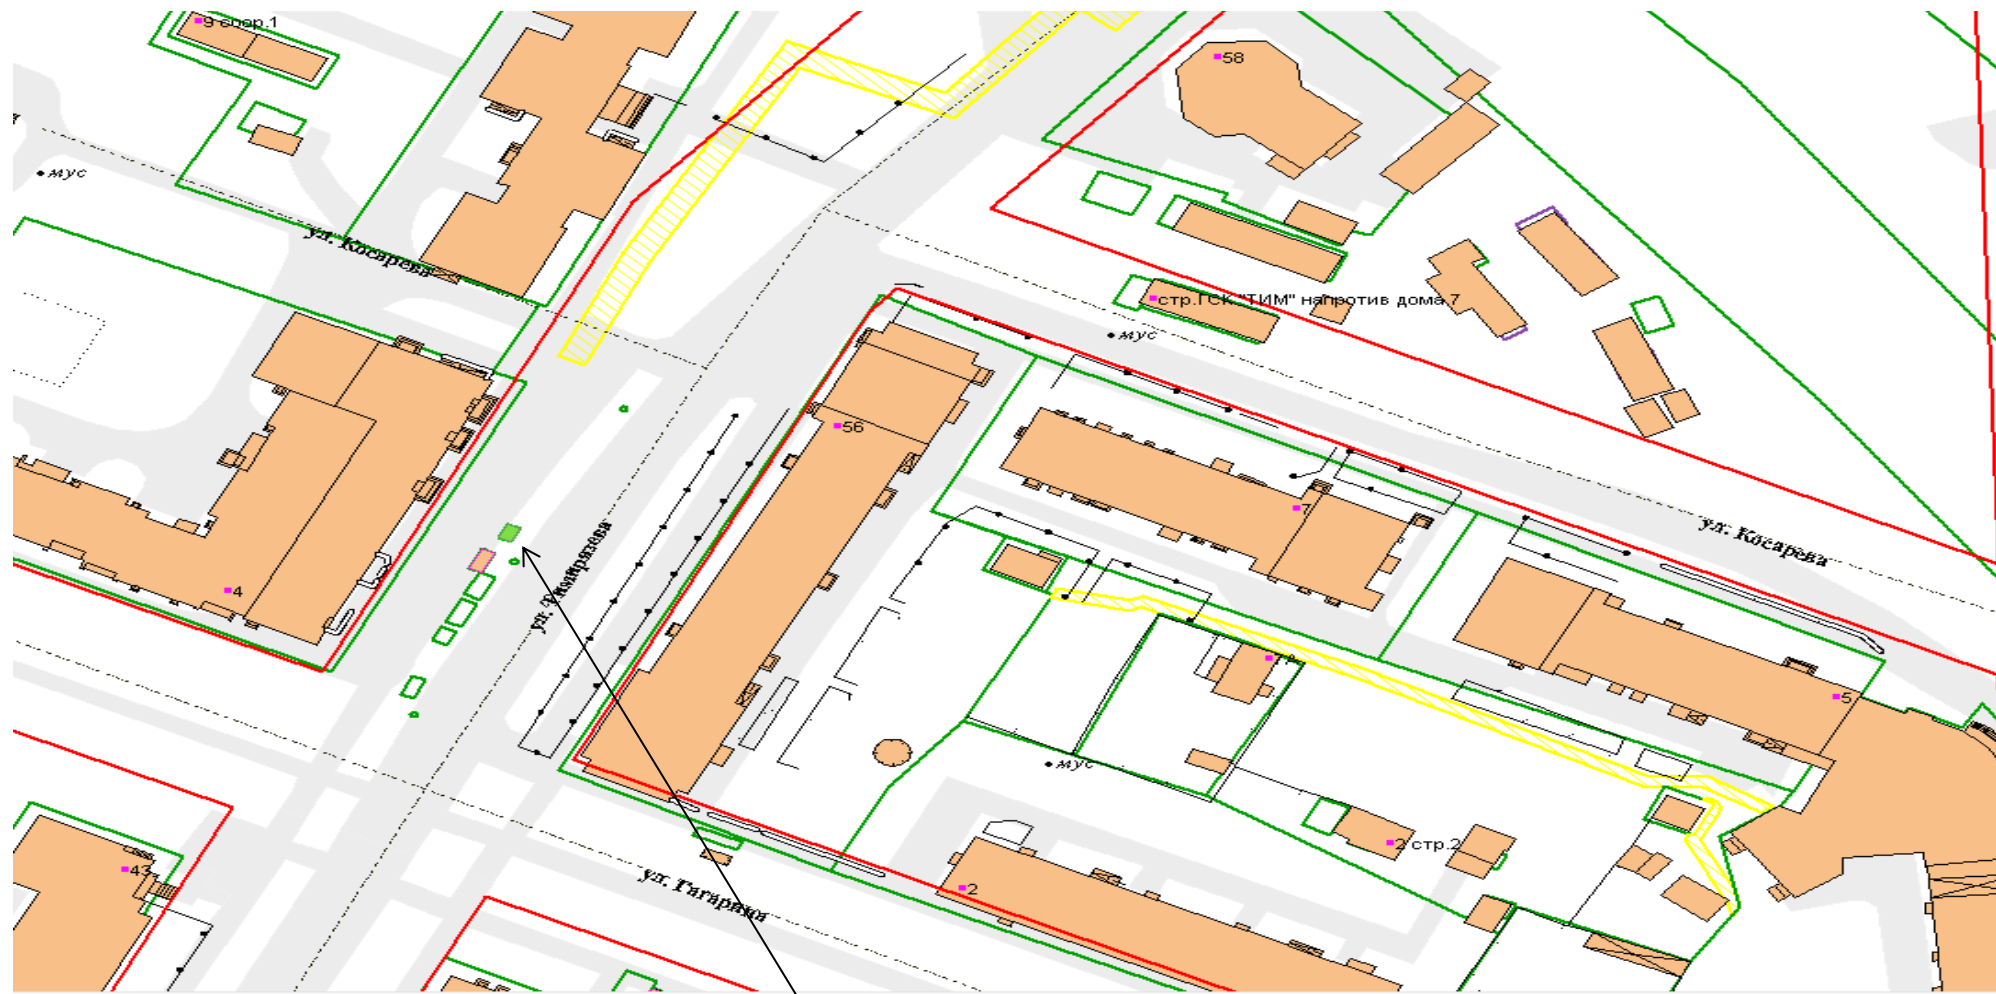 9 соор.1
58
мус
ул. Косарева
стр.ГСК "ТИМ" напротив дома 7
мус
56
7
ул. Косарева
ул. Тимирязева
4
5
мус
2 стр.2
43
ул. Гагарина
2